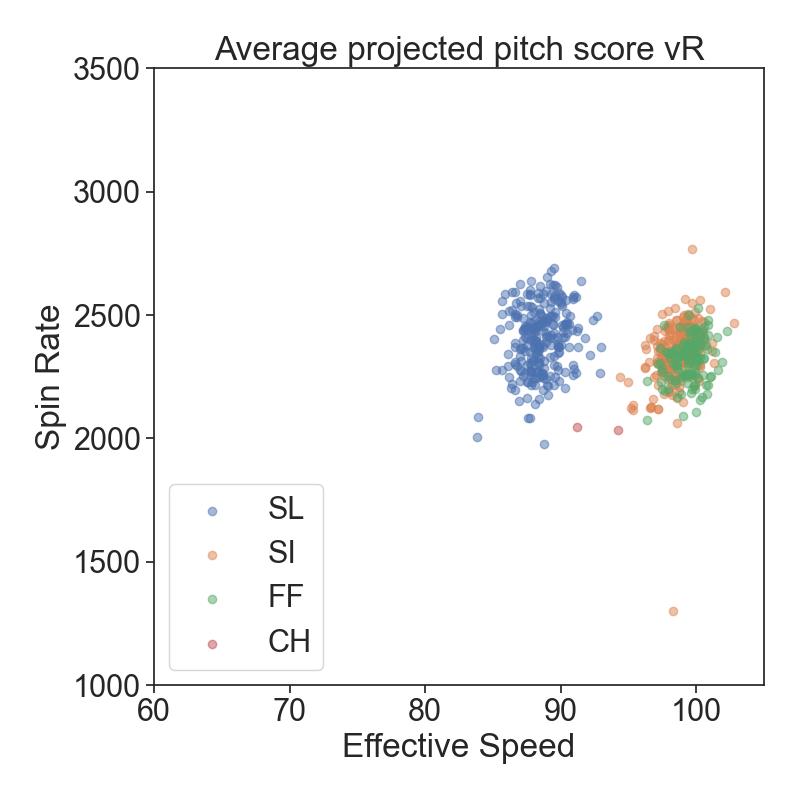 Average projected pitch score vR
3500
3000
2500
2000
1500
1000
Spin Rate
SL
SI
FF
CH
60 70 80 90 100
Effective Speed